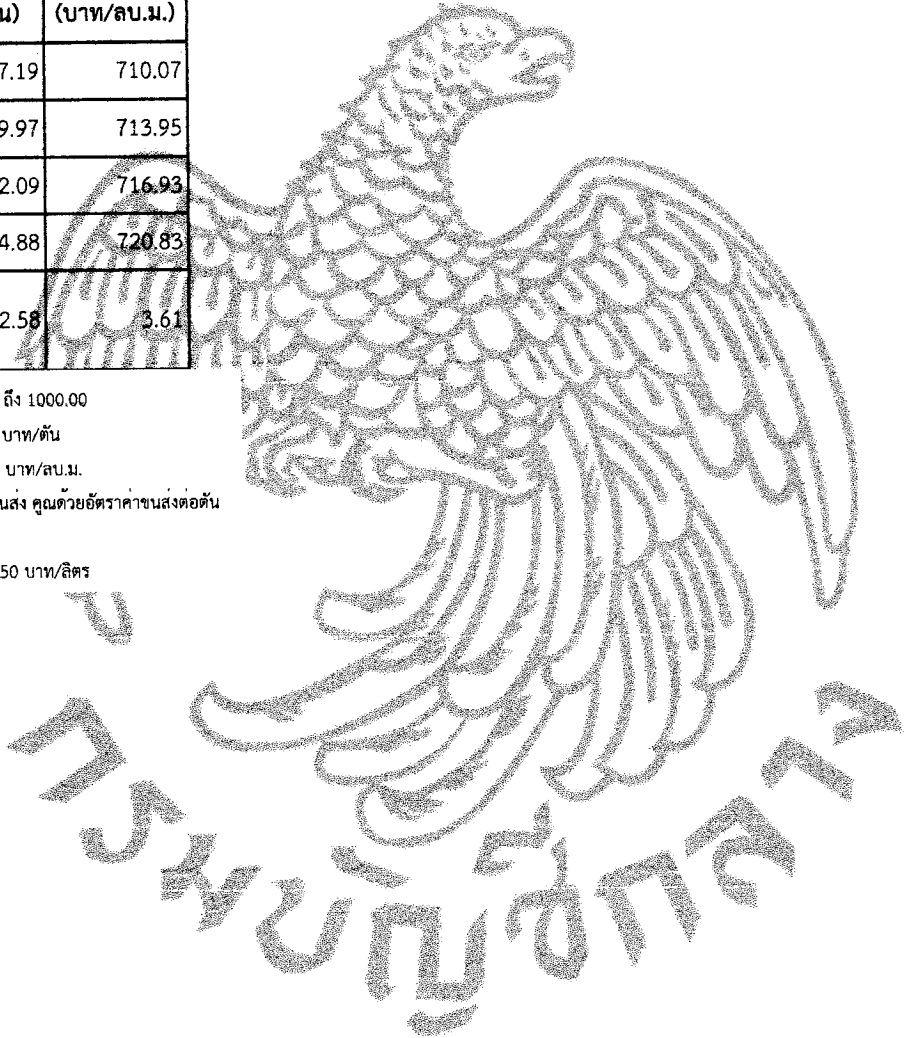 น) (บาท/ลบ.ม.)
7.19 710.07
9.97 713.95
2.09 716.93
4.88 720.83
2.58 3.61
ถึง 1000.00
บาท/ตัน
บาท/ลบ.ม.
นส่ง คูณด้วยอัตราค่าขนส่งต่อตัน
50 บาท/ลิตร
กรมบัญชีกลาง